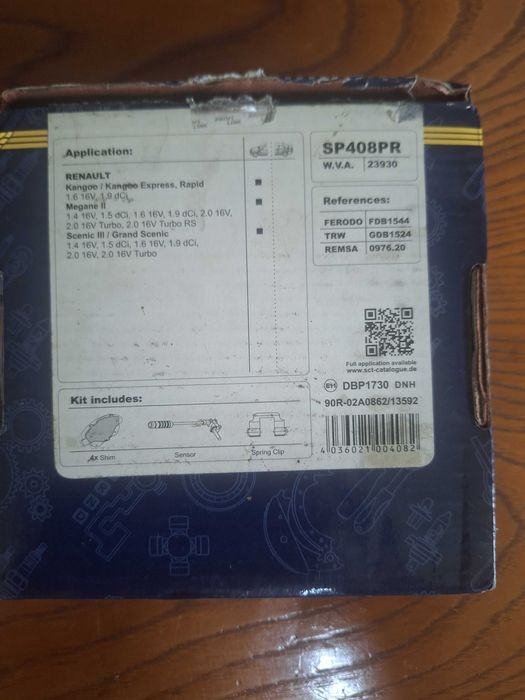 Application:
RENAULT
Kangoo / Kangoo Express, Rapid
1.6 16V, 1.9 dCi
Megane II
1.4 16V, 1.5 dCi, 1.6 16V, 1.9 dCi, 2.0 16V,
2.0 16V Turbo, 2.0 16V Turbo RS
Scenic III / Grand Scenic
1.4 16V, 1.5 dCi, 1.6 16V, 1.9 dCi,
2.0 16V, 2.0 16V Turbo
SP408PR
W.V.A. 23930
References:
FERODO FDB1544
TRW GDB1524
REMSA 0976.20
Full application available
www.sct-catalogue.de
E11 DBP1730 DNH
90R-02A0862/13592
4 036021 004082
Kit includes:
4x Shim
Sensor
Spring Clip